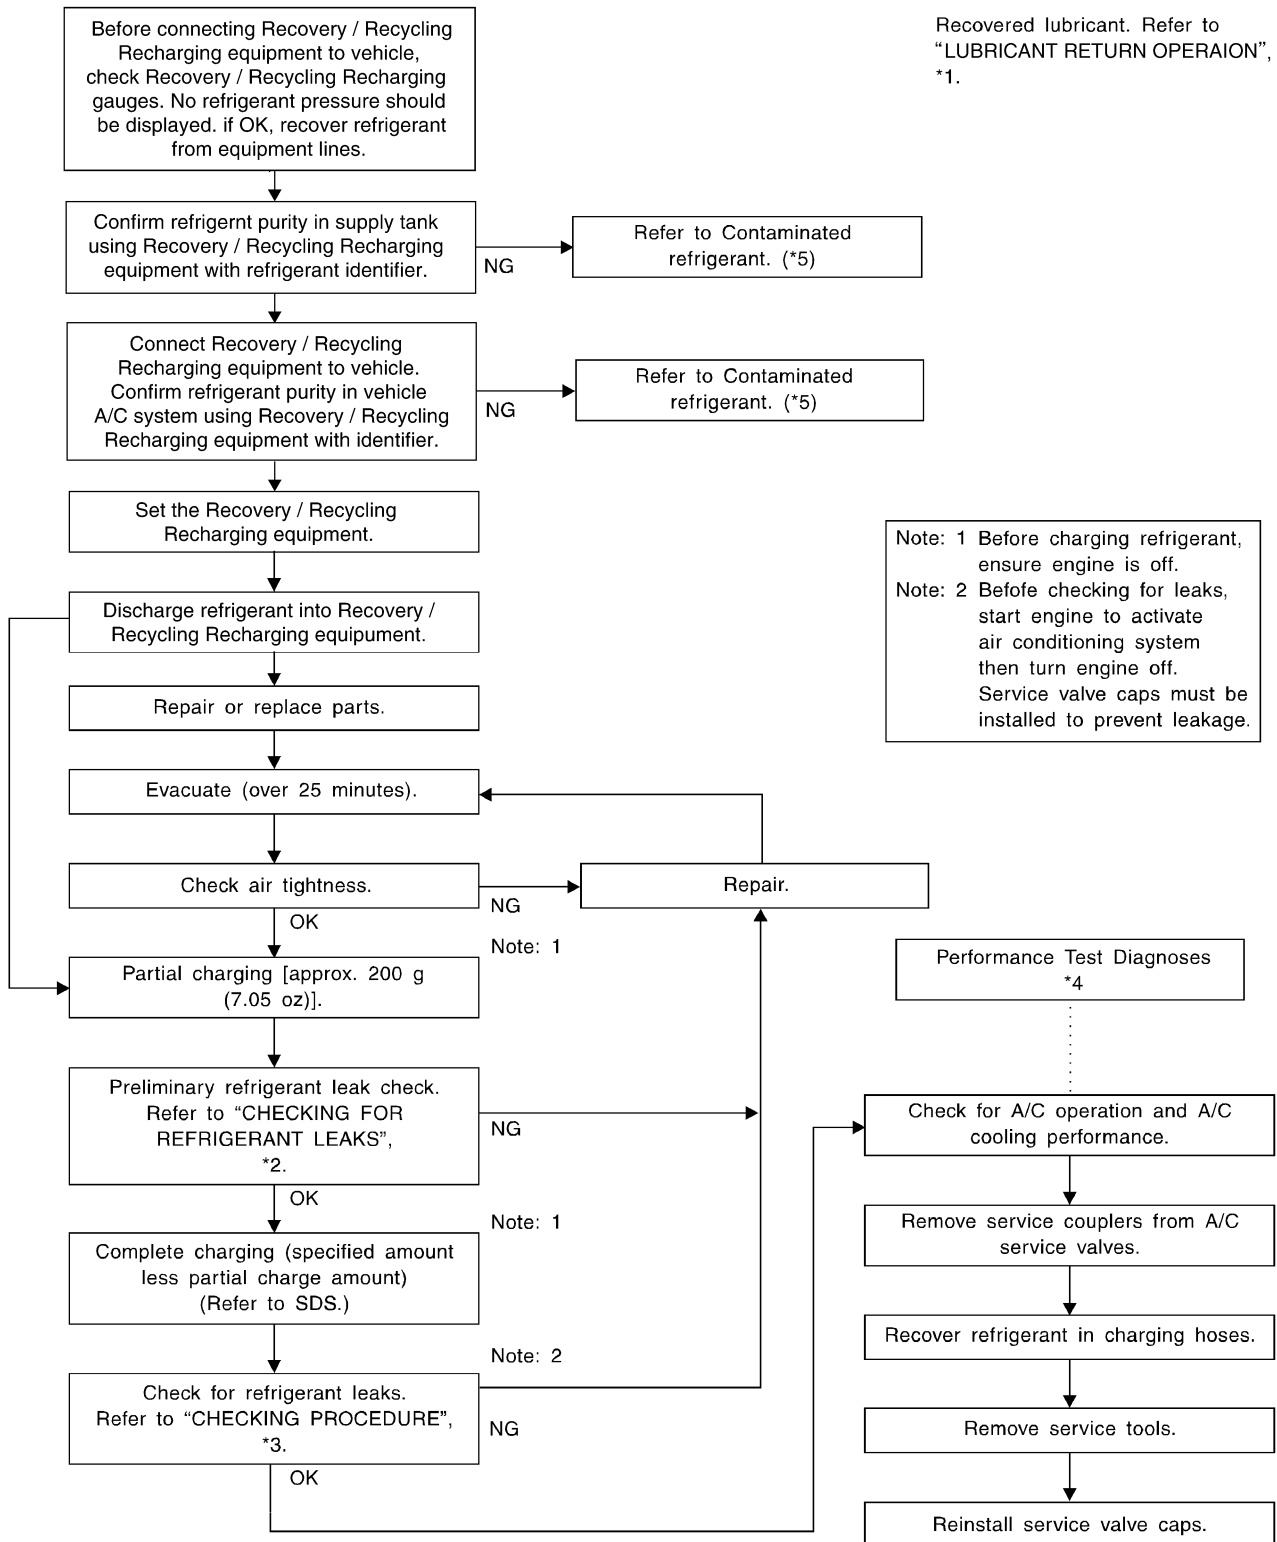 Before connecting Recovery / Recycling
Recharging equipment to vehicle,
check Recovery / Recycling Recharging
gauges. No refrigerant pressure should
be displayed. if OK, recover refrigerant
from equipment lines.
Recovered lubricant. Refer to
“LUBRICANT RETURN OPERAION”,
*1.
Confirm refrigernt purity in supply tank
using Recovery / Recycling Recharging
equipment with refrigerant identifier.
NG
Refer to Contaminated
refrigerant. (*5)
Connect Recovery / Recycling
Recharging equipment to vehicle.
Confirm refrigerant purity in vehicle
A/C system using Recovery / Recycling
Recharging equipment with identifier.
NG
Refer to Contaminated
refrigerant. (*5)
Set the Recovery / Recycling
Recharging equipment.
Note: 1 Before charging refrigerant,
ensure engine is off.
Note: 2 Befofe checking for leaks,
start engine to activate
air conditioning system
then turn engine off.
Service valve caps must be
installed to prevent leakage.
Discharge refrigerant into Recovery /
Recycling Recharging equipument.
Repair or replace parts.
Evacuate (over 25 minutes).
Check air tightness.
NG
Repair.
OK
Note: 1
Partial charging [approx. 200 g
(7.05 oz)].
Preliminary refrigerant leak check.
Refer to “CHECKING FOR
REFRIGERANT LEAKS”,
*2.
NG
OK
Note: 1
Complete charging (specified amount
less partial charge amount)
(Refer to SDS.)
Note: 2
Check for refrigerant leaks.
Refer to “CHECKING PROCEDURE”,
*3.
NG
OK
Performance Test Diagnoses
*4
Check for A/C operation and A/C
cooling performance.
Remove service couplers from A/C
service valves.
Recover refrigerant in charging hoses.
Remove service tools.
Reinstall service valve caps.